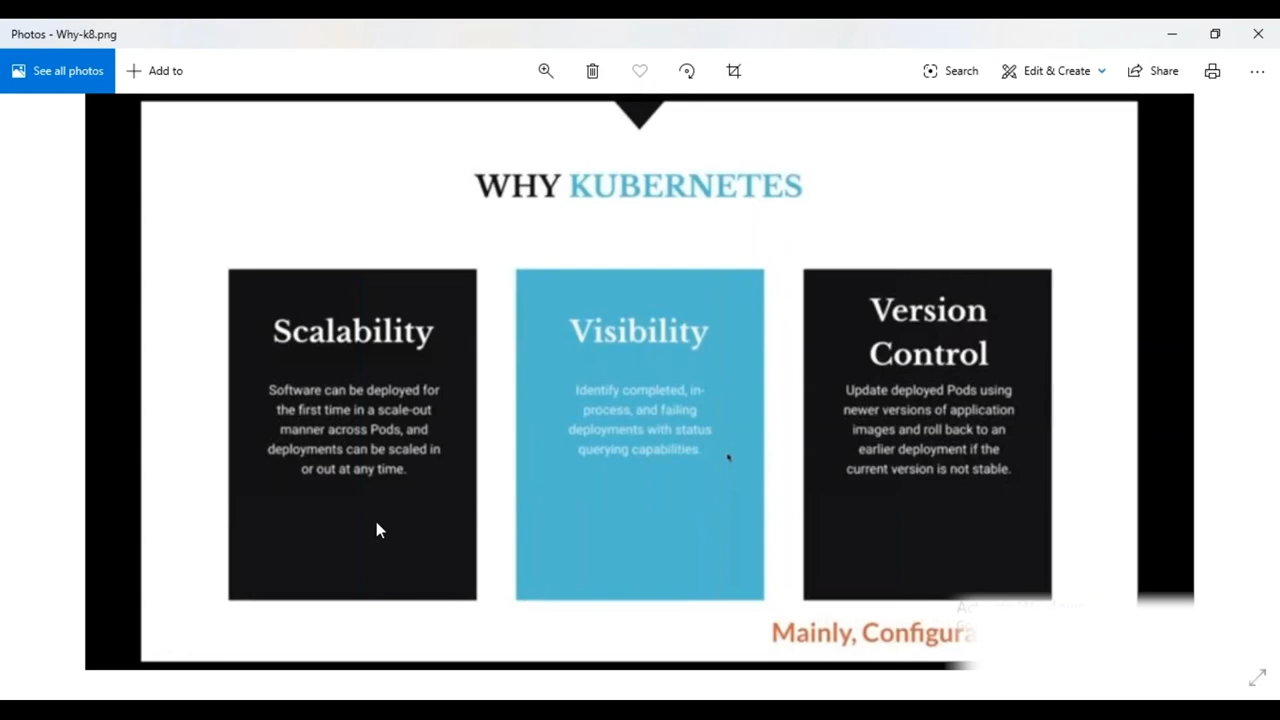 Photos - Why-k8.png
See all photos
Add to
Search
Edit & Create
Share
WHY KUBERNETES
Scalability
Software can be deployed for
the first time in a scale-out
manner across Pods, and
deployments can be scaled in
or out at any time.
Visibility
Identify completed, in-
process, and failing
deployments with status
querying capabilities.
Version
Control
Update deployed Pods using
newer versions of application
images and roll back to an
earlier deployment if the
current version is not stable.
Mainly,